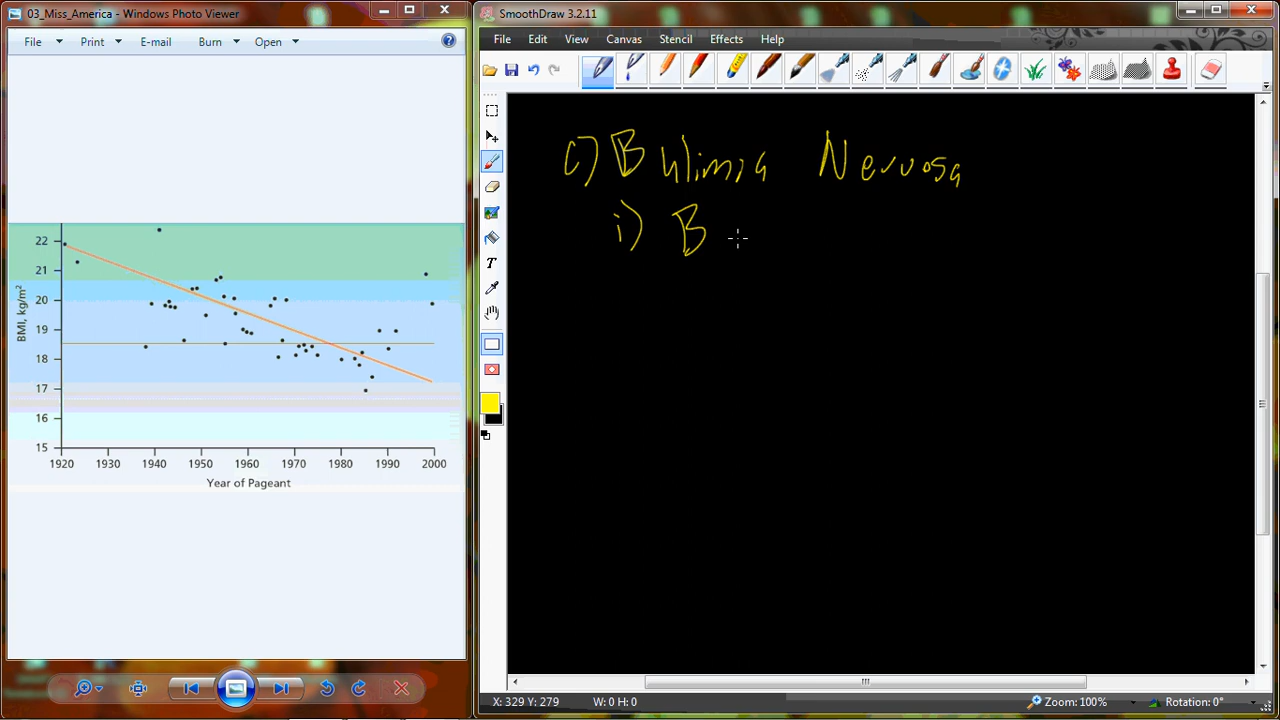 03_Miss_America - Windows Photo Viewer
File Print E-mail Burn Open
22
21
20
19
18
17
16
15
BMI, kg/m²
1920 1930 1940 1950 1960 1970 1980 1990 2000
Year of Pageant
SmoothDraw 3.2.11
File Edit View Canvas Stencil Effects Help
T
c) Bulimia Nervosa
i) B
X: 329 Y: 279 W: 0 H: 0 Zoom: 100% Rotation: 0°